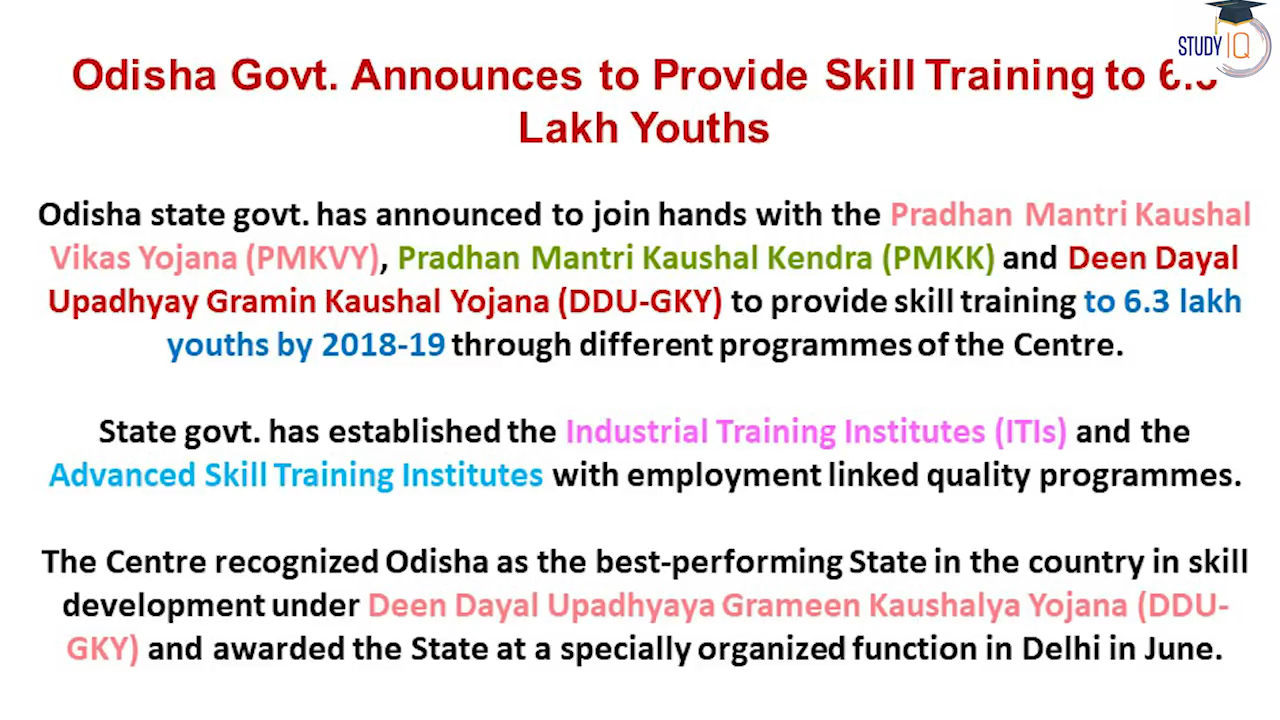 STUDY IQ
Odisha Govt. Announces to Provide Skill Training to 6.3
Lakh Youths
Odisha state govt. has announced to join hands with the Pradhan Mantri Kaushal
Vikas Yojana (PMKVY), Pradhan Mantri Kaushal Kendra (PMKK) and Deen Dayal
Upadhyay Gramin Kaushal Yojana (DDU-GKY) to provide skill training to 6.3 lakh
youths by 2018-19 through different programmes of the Centre.
State govt. has established the Industrial Training Institutes (ITIs) and the
Advanced Skill Training Institutes with employment linked quality programmes.
The Centre recognized Odisha as the best-performing State in the country in skill
development under Deen Dayal Upadhyaya Grameen Kaushalya Yojana (DDU-
GKY) and awarded the State at a specially organized function in Delhi in June.